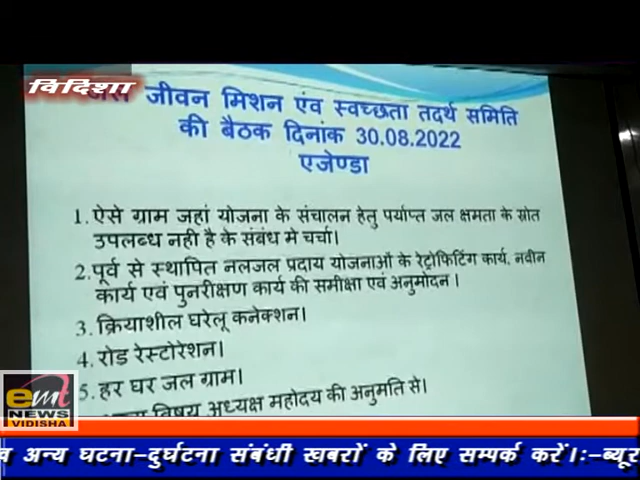 विदिशा
जल जीवन मिशन एंव स्वच्छता तदर्थ समिति
की बैठक दिनांक 30.08.2022
एजेण्डा
1. ऐसे ग्राम जहां योजना के संचालन हेतु पर्याप्त जल क्षमता के स्रोत
उपलब्ध नही है के संबंध मे चर्चा।
2. पूर्व से स्थापित नलजल प्रदाय योजनाओं के रेट्रोफिटिंग कार्य, नवीन
कार्य एवं पुनरीक्षण कार्य की समीक्षा एवं अनुमोदन ।
3. क्रियाशील घरेलू कनेक्शन।
4. रोड रेस्टोरेशन।
5. हर घर जल ग्राम।
विषय अध्यक्ष महोदय की अनुमति से।
emt
NEWS
VIDISHA
व अन्य घटना-दुर्घटना संबंधी खबरों के लिए सम्पर्क करें।:-ब्यूर